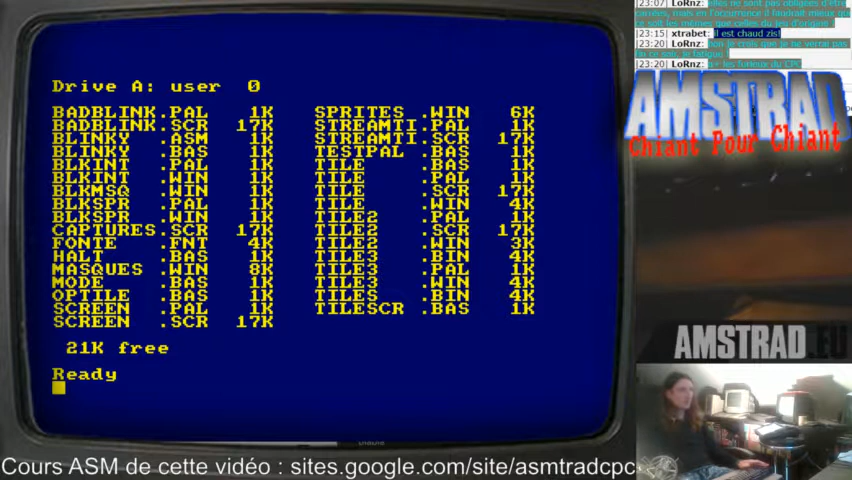 Drive A: user 0
BADBLINK.PAL 1K SPRITES .WIN 6K
BADBLINK.SCR 17K STREAMTI.PAL 1K
BLINKY .ASM 1K STREAMTI.SCR 17K
BLINKY .BAS 1K TESTPAL .BAS 1K
BLKINT .PAL 1K TILE .BAS 1K
BLKINT .WIN 1K TILE .PAL 1K
BLKMSQ .WIN 1K TILE .SCR 17K
BLKSPR .PAL 1K TILE .WIN 4K
BLKSPR .WIN 1K TILE2 .PAL 1K
CAPTURES.SCR 17K TILE2 .SCR 17K
FONTE .FNT 4K TILE2 .WIN 3K
HALT .BAS 1K TILE3 .BIN 4K
MASQUES .WIN 8K TILE3 .PAL 1K
MODE .BAS 1K TILE3 .WIN 4K
OPTILE .BAS 1K TILES .BIN 4K
SCREEN .PAL 1K TILESCR .BAS 1K
SCREEN .SCR 17K
21K free
Ready
[23:07] LoRnz: elles ne sont pas obligées d'être
[23:15] xtrabet: il est chaud zis!
[23:20] LoRnz:
[23:20] LoRnz:
AMSTRAD
Chiant Pour Chiant
AMSTRAD.EU
Cours ASM de cette vidéo : sites.google.com/site/asmtradcpc